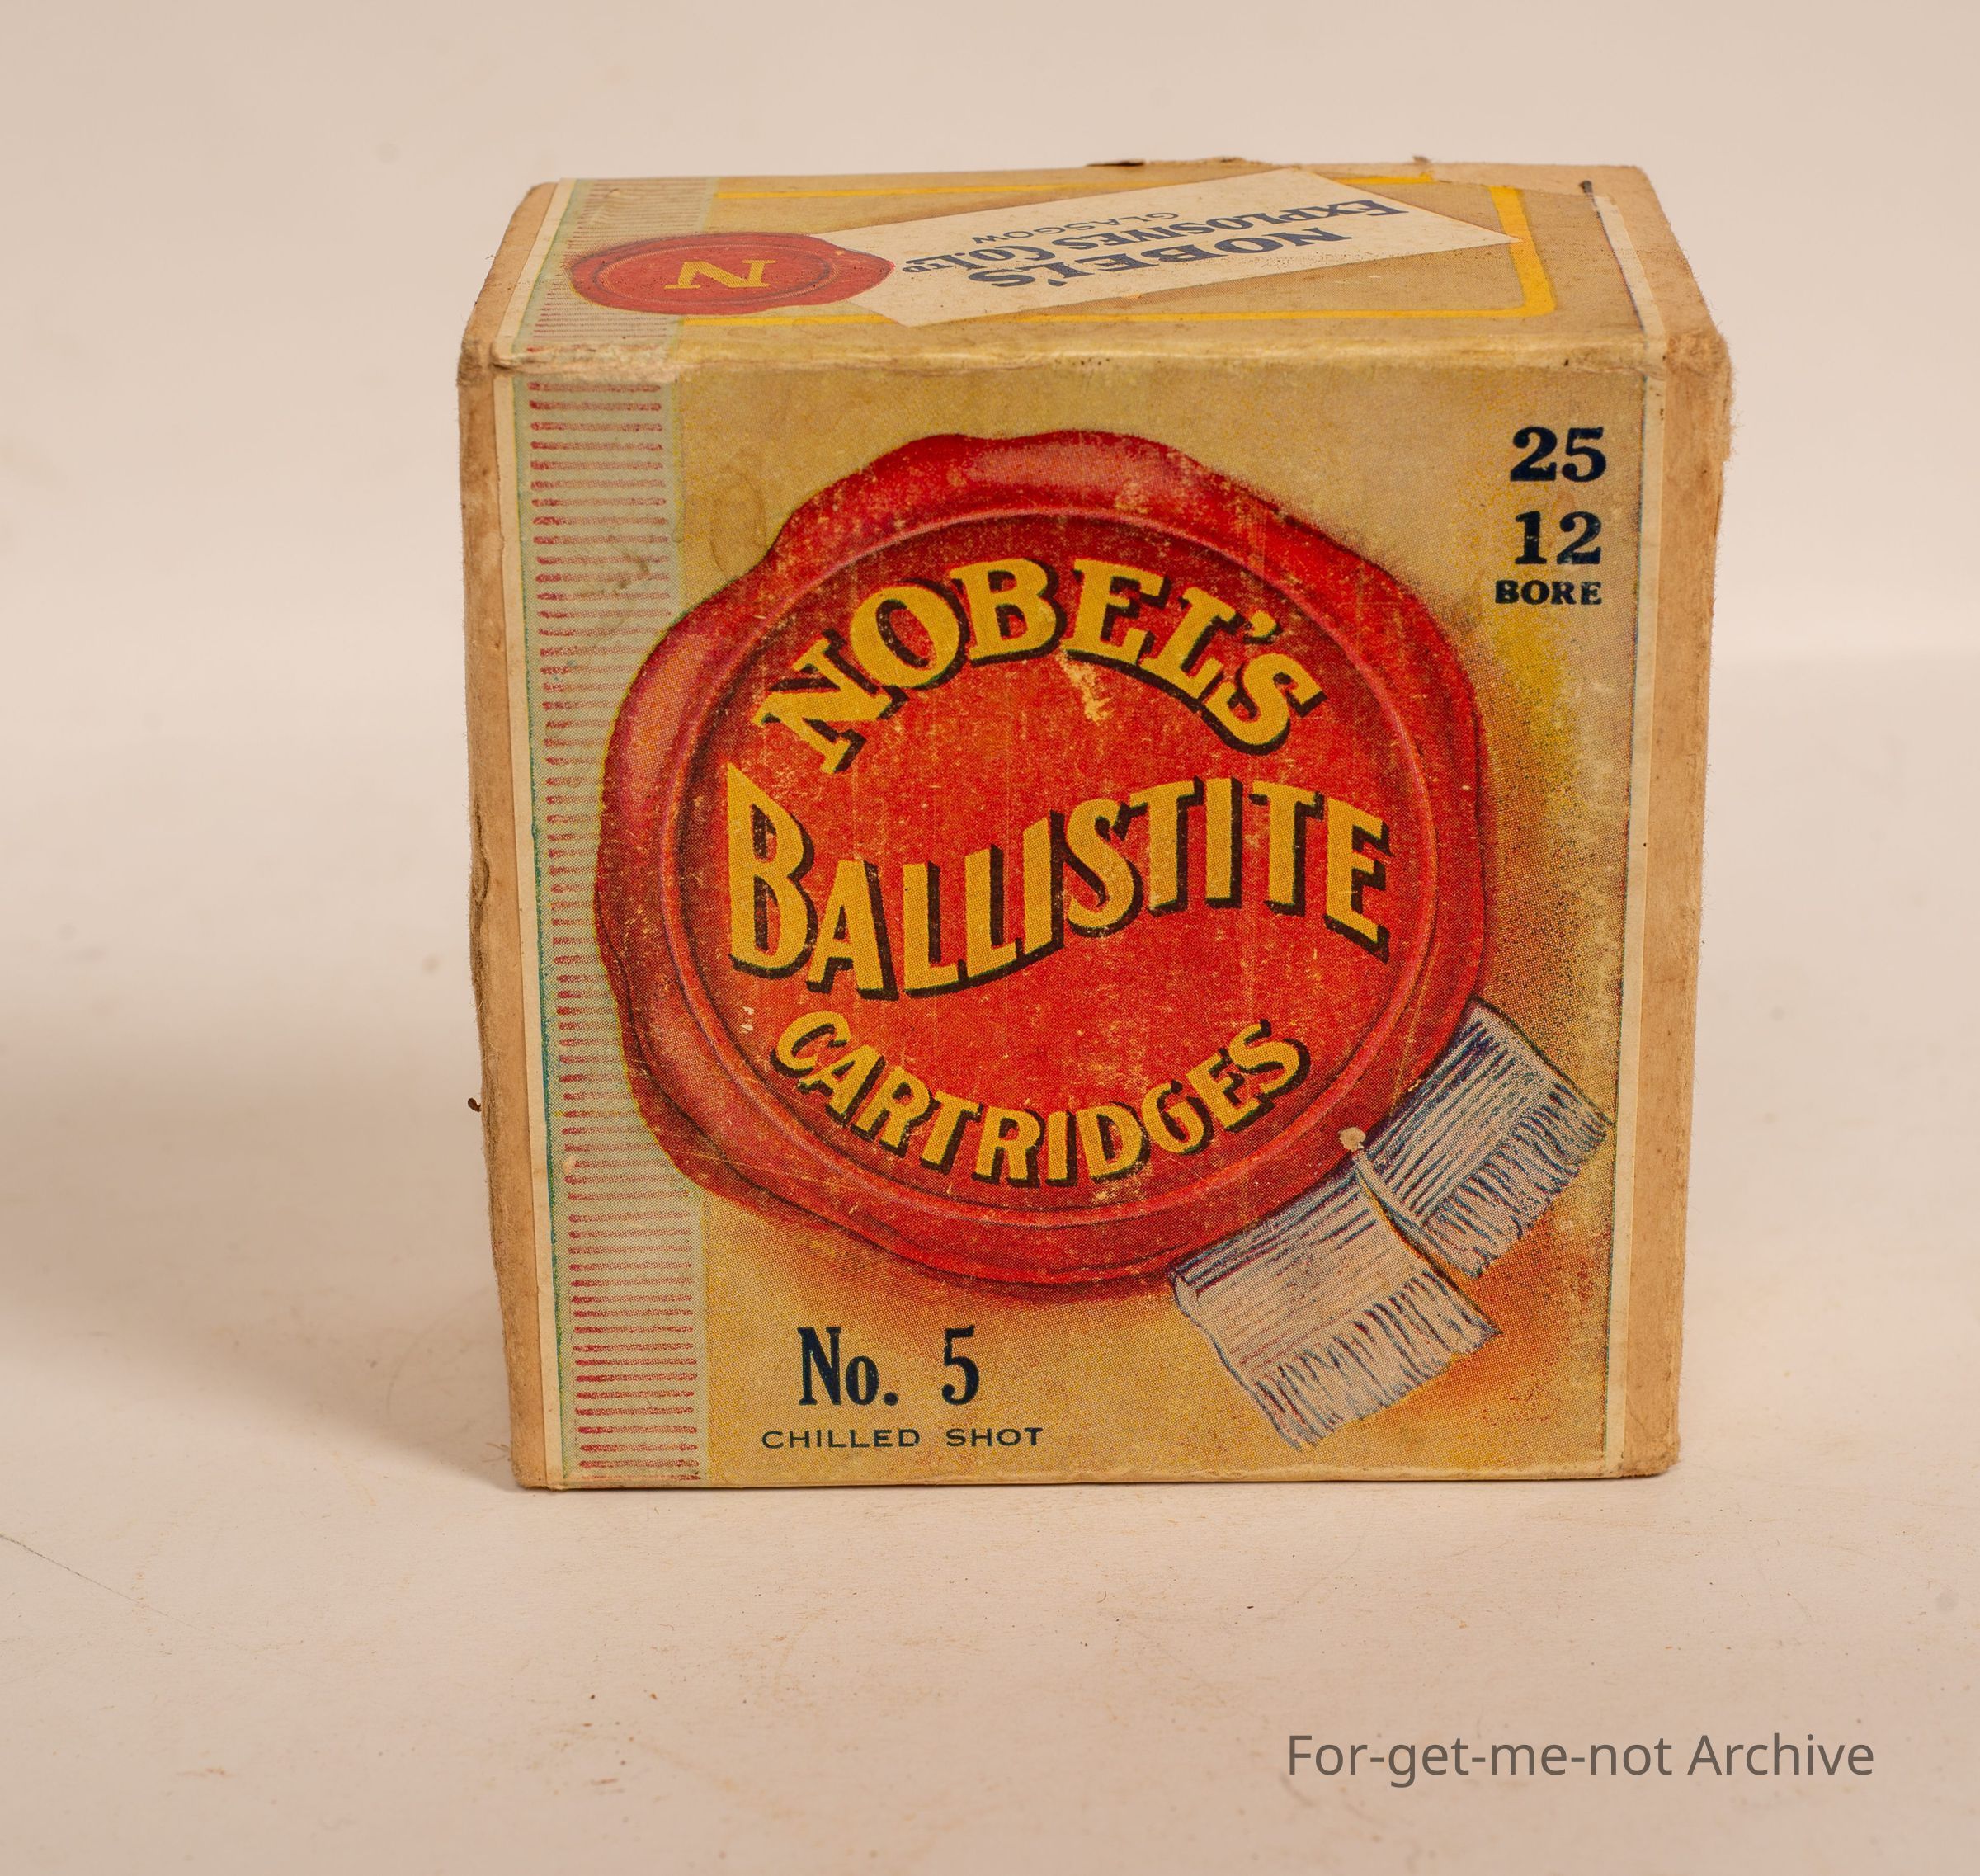 N
NOBEL'S
EXPLOSIVES CO. LTD
GLASGOW
25
12
BORE
NOBEL'S
BALLISTITE
CARTRIDGES
No. 5
CHILLED SHOT
For-get-me-not Archive